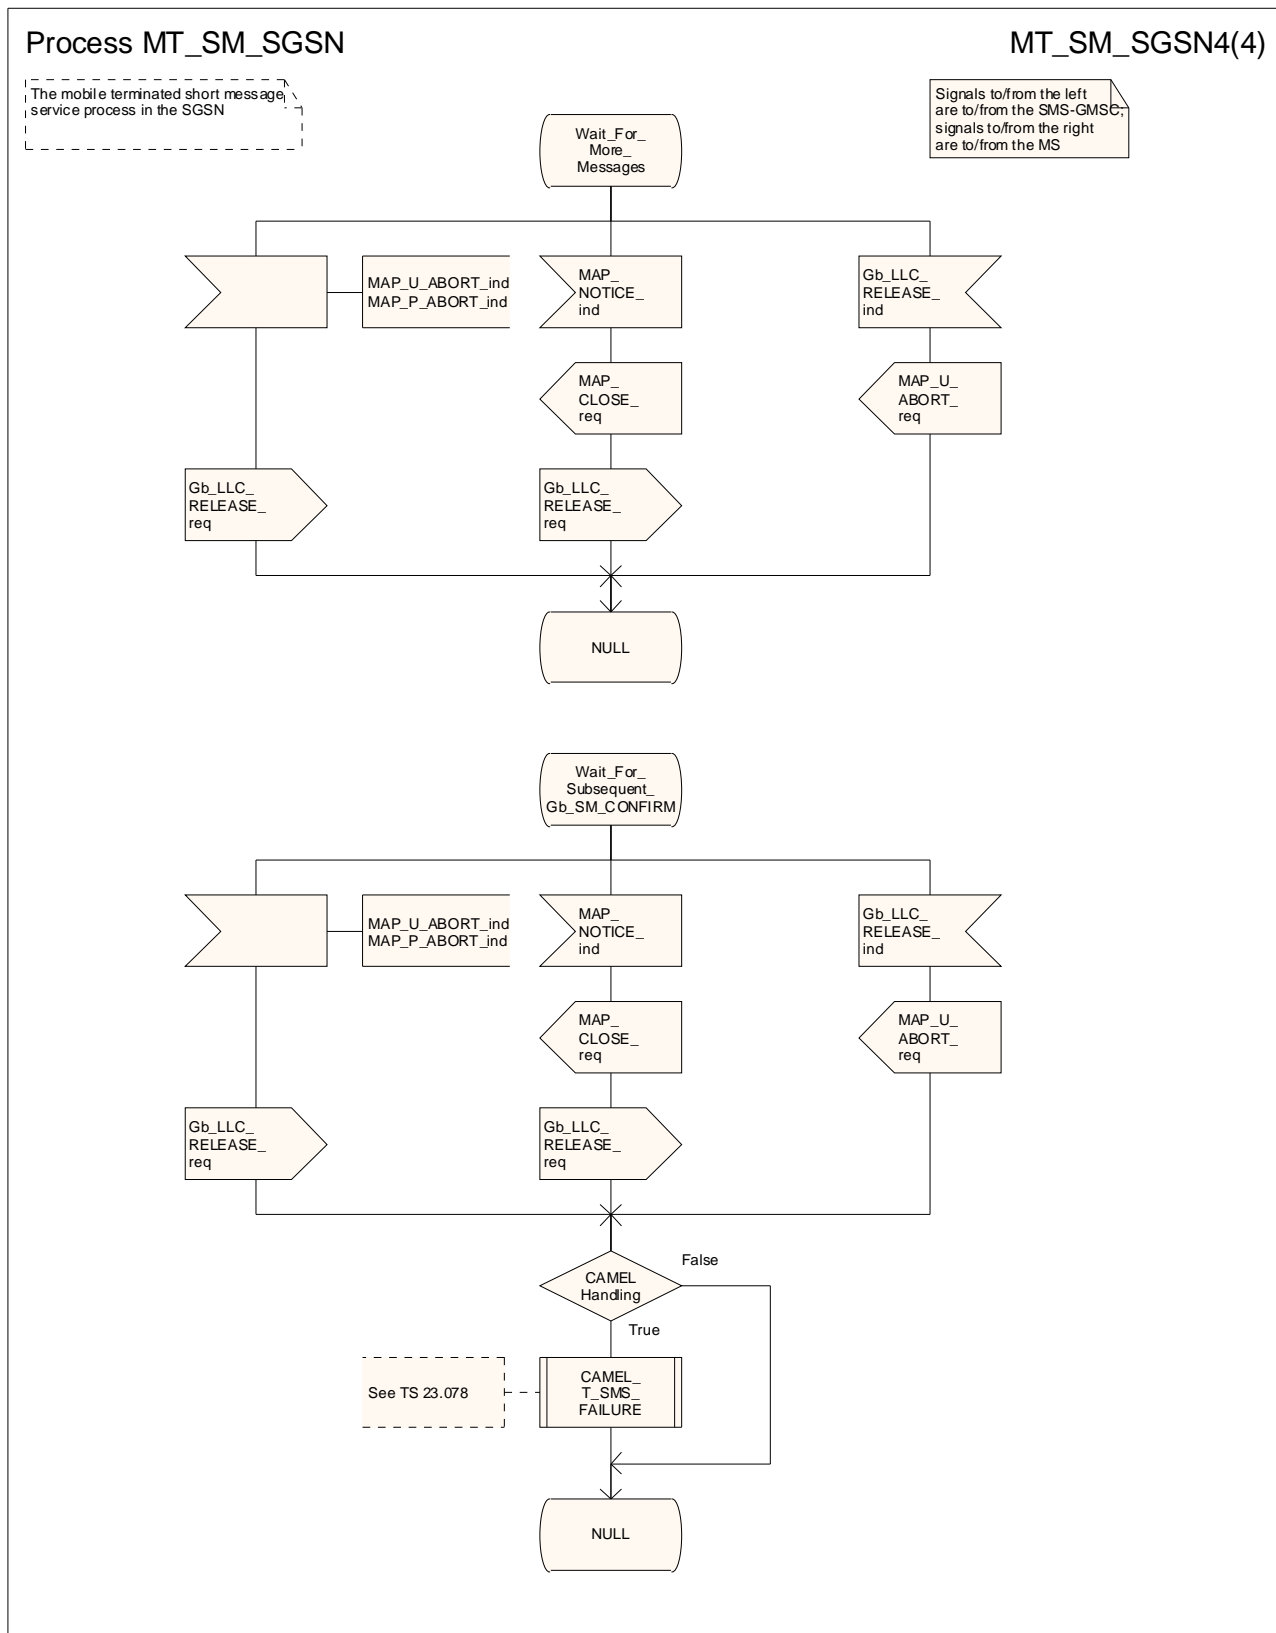 Process MT_SM_SGSN
MT_SM_SGSN4(4)
The mobile terminated short message
service process in the SGSN
Signals to/from the left
are to/from the SMS-GMSC;
signals to/from the right
are to/from the MS
Wait_For_
More_
Messages
MAP_U_ABORT_ind
MAP_P_ABORT_ind
MAP_
NOTICE_
ind
Gb_LLC_
RELEASE_
ind
MAP_
CLOSE_
req
MAP_U_
ABORT_
req
Gb_LLC_
RELEASE_
req
Gb_LLC_
RELEASE_
req
NULL
Wait_For_
Subsequent_
Gb_SM_CONFIRM
MAP_U_ABORT_ind
MAP_P_ABORT_ind
MAP_
NOTICE_
ind
Gb_LLC_
RELEASE_
ind
MAP_
CLOSE_
req
MAP_U_
ABORT_
req
Gb_LLC_
RELEASE_
req
Gb_LLC_
RELEASE_
req
False
CAMEL
Handling
True
See TS 23.078
CAMEL_
T_SMS_
FAILURE
NULL